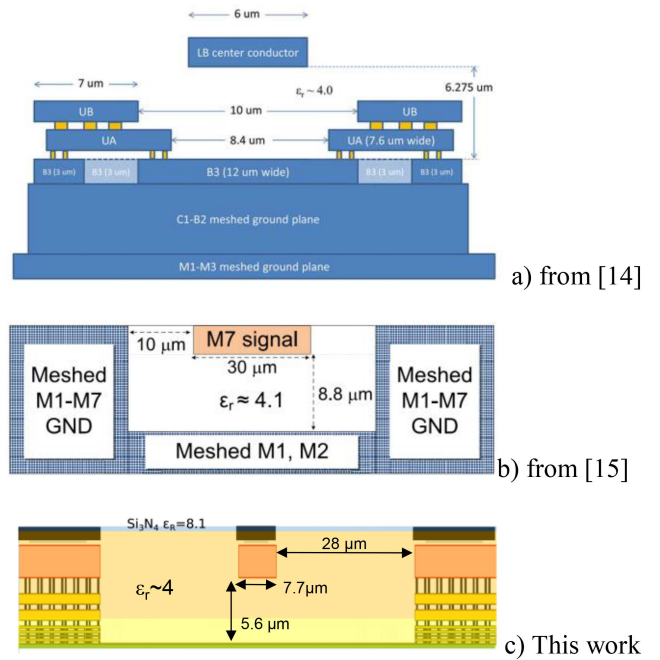 6 um
LB center conductor
7 um
εr ~ 4.0
6.275 um
UB
10 um
UB
UA
8.4 um
UA (7.6 um wide)
B3 (3 um)
B3 (3 um)
B3 (12 um wide)
B3 (3 um)
B3 (3 um)
C1-B2 meshed ground plane
M1-M3 meshed ground plane
a) from [14]
10 μm
M7 signal
30 μm
Meshed
M1-M7
GND
εr ≈ 4.1
8.8 μm
Meshed
M1-M7
GND
Meshed M1, M2
b) from [15]
Si3N4 εR=8.1
28 μm
εr~4
7.7μm
5.6 μm
c) This work